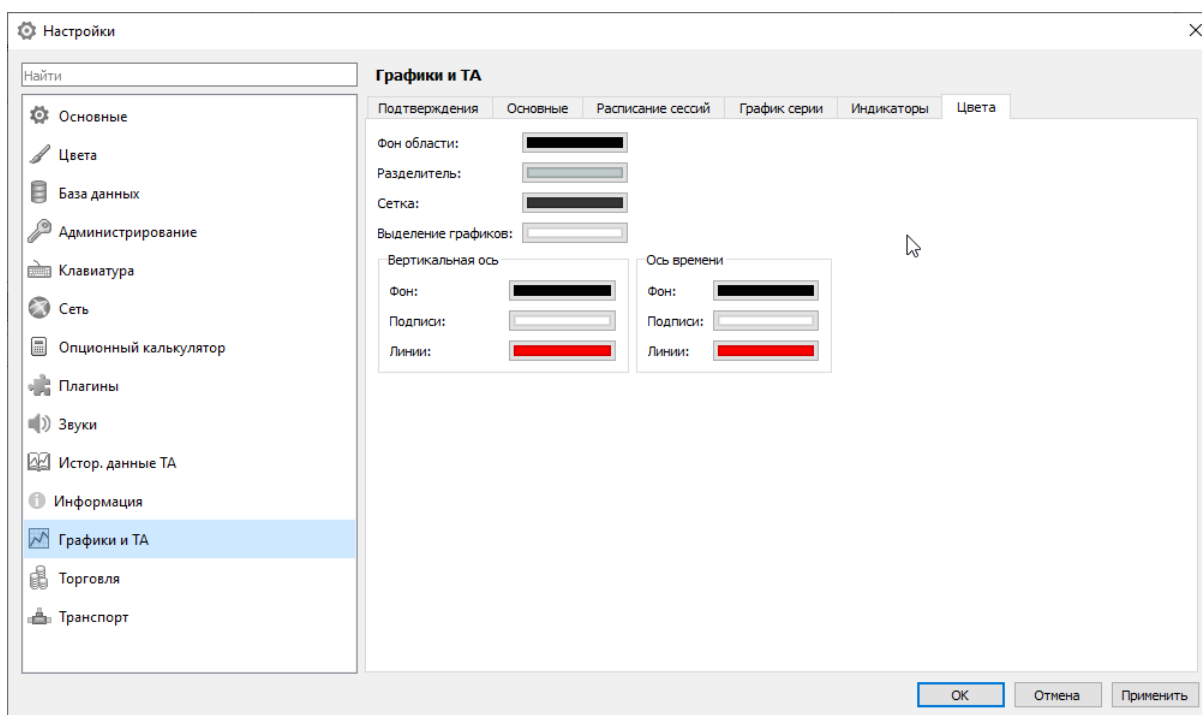 Настройки
Найти
Основные
Цвета
База данных
Администрирование
Клавиатура
Сеть
Опционный калькулятор
Плагины
Звуки
Истор. данные ТА
Информация
Графики и ТА
Торговля
Транспорт
Графики и ТА
Подтверждения Основные Расписание сессий График серии Индикаторы Цвета
Фон области:
Разделитель:
Сетка:
Выделение графиков:
Вертикальная ось
Фон:
Подписи:
Линии:
Ось времени
Фон:
Подписи:
Линии:
OK Отмена Применить